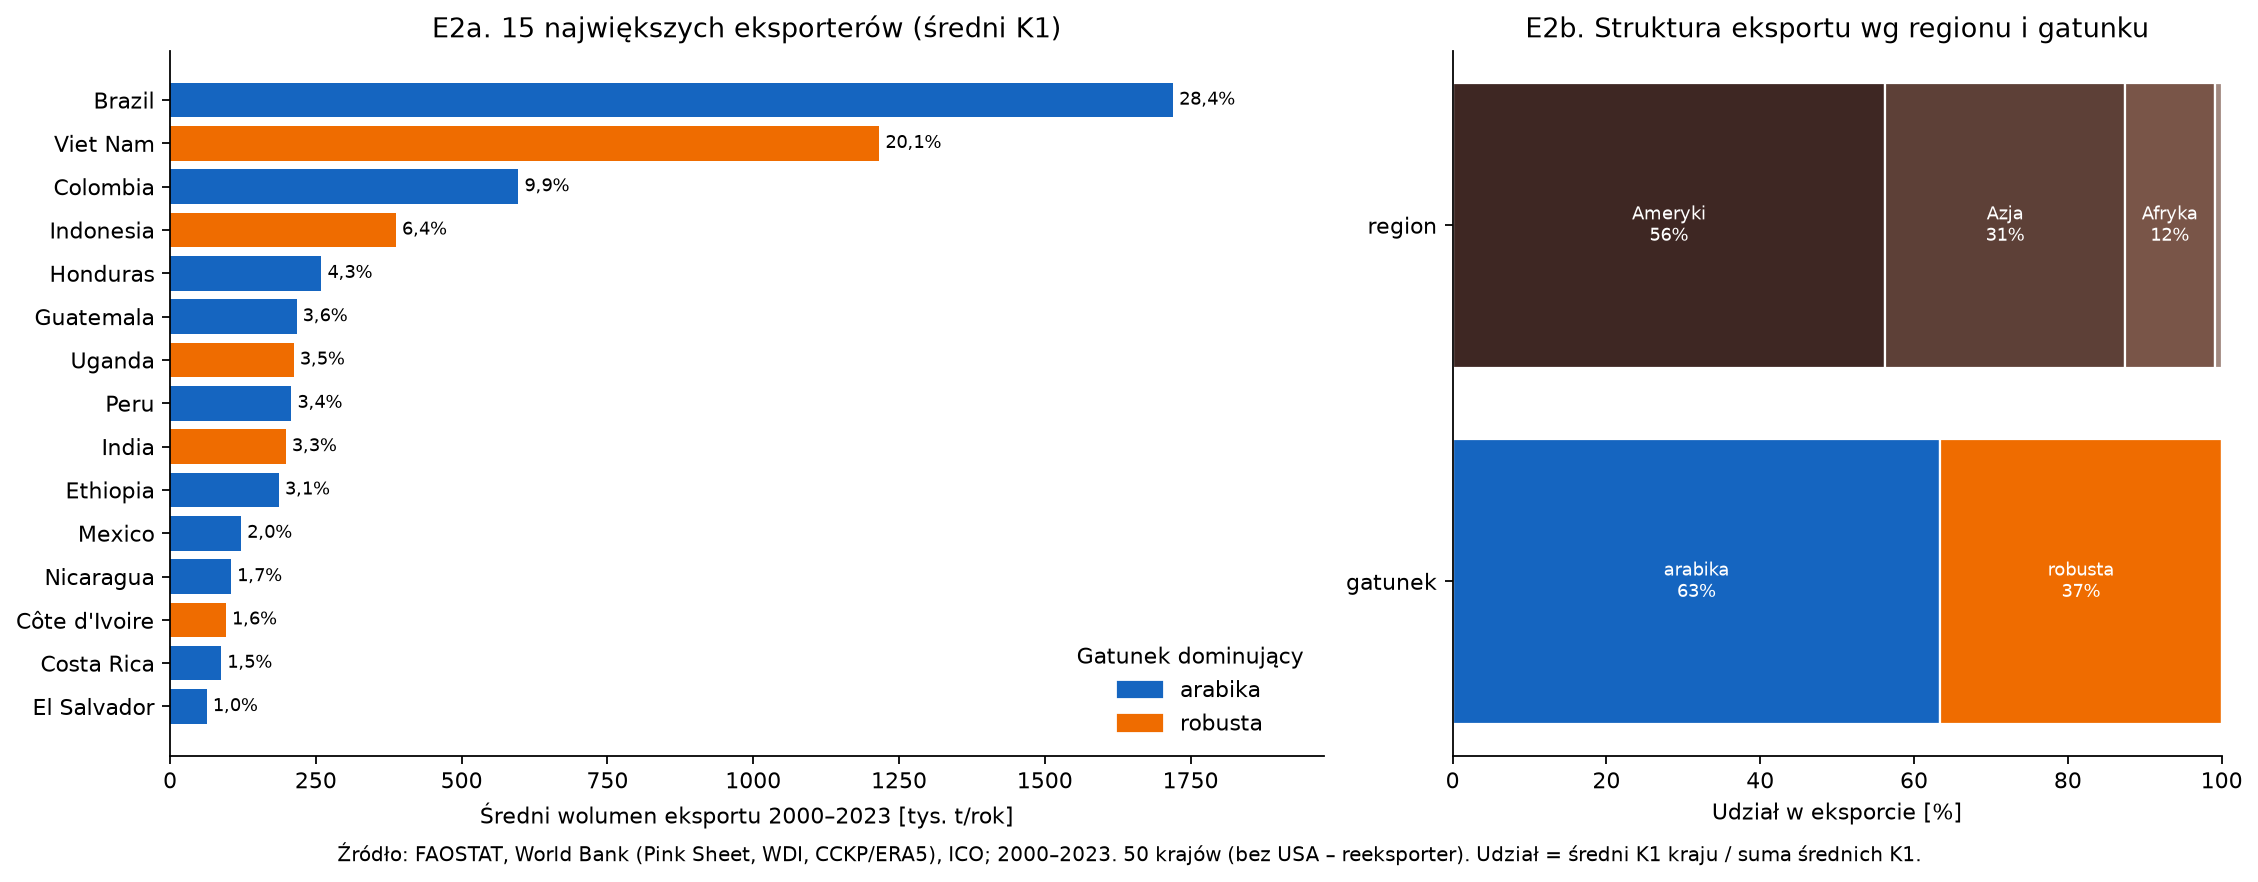 E2a. 15 największych eksporterów (średni K1)
Brazil 28,4%
Viet Nam 20,1%
Colombia 9,9%
Indonesia 6,4%
Honduras 4,3%
Guatemala 3,6%
Uganda 3,5%
Peru 3,4%
India 3,3%
Ethiopia 3,1%
Mexico 2,0%
Nicaragua 1,7%
Côte d'Ivoire 1,6%
Costa Rica 1,5%
El Salvador 1,0%
Gatunek dominujący
arabika
robusta
0 250 500 750 1000 1250 1500 1750
Średni wolumen eksportu 2000–2023 [tys. t/rok]
E2b. Struktura eksportu wg regionu i gatunku
region
Ameryki
56%
Azja
31%
Afryka
12%
gatunek
arabika
63%
robusta
37%
0 20 40 60 80 100
Udział w eksporcie [%]
Źródło: FAOSTAT, World Bank (Pink Sheet, WDI, CCKP/ERA5), ICO; 2000–2023. 50 krajów (bez USA – reeksporter). Udział = średni K1 kraju / suma średnich K1.